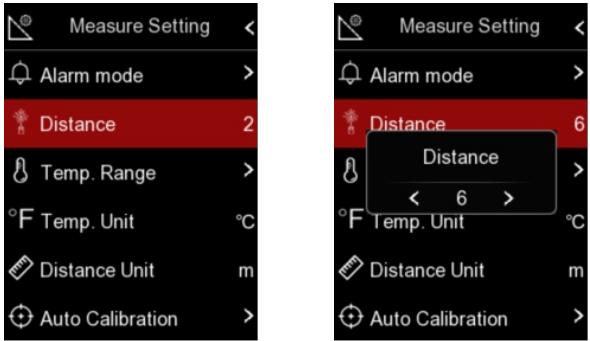 Measure Setting
Alarm mode
Distance 2
Temp. Range
°F Temp. Unit °C
Distance Unit m
Auto Calibration
Measure Setting
Alarm mode
Distance 6
Distance
< 6 >
°F Temp. Unit °C
Distance Unit m
Auto Calibration